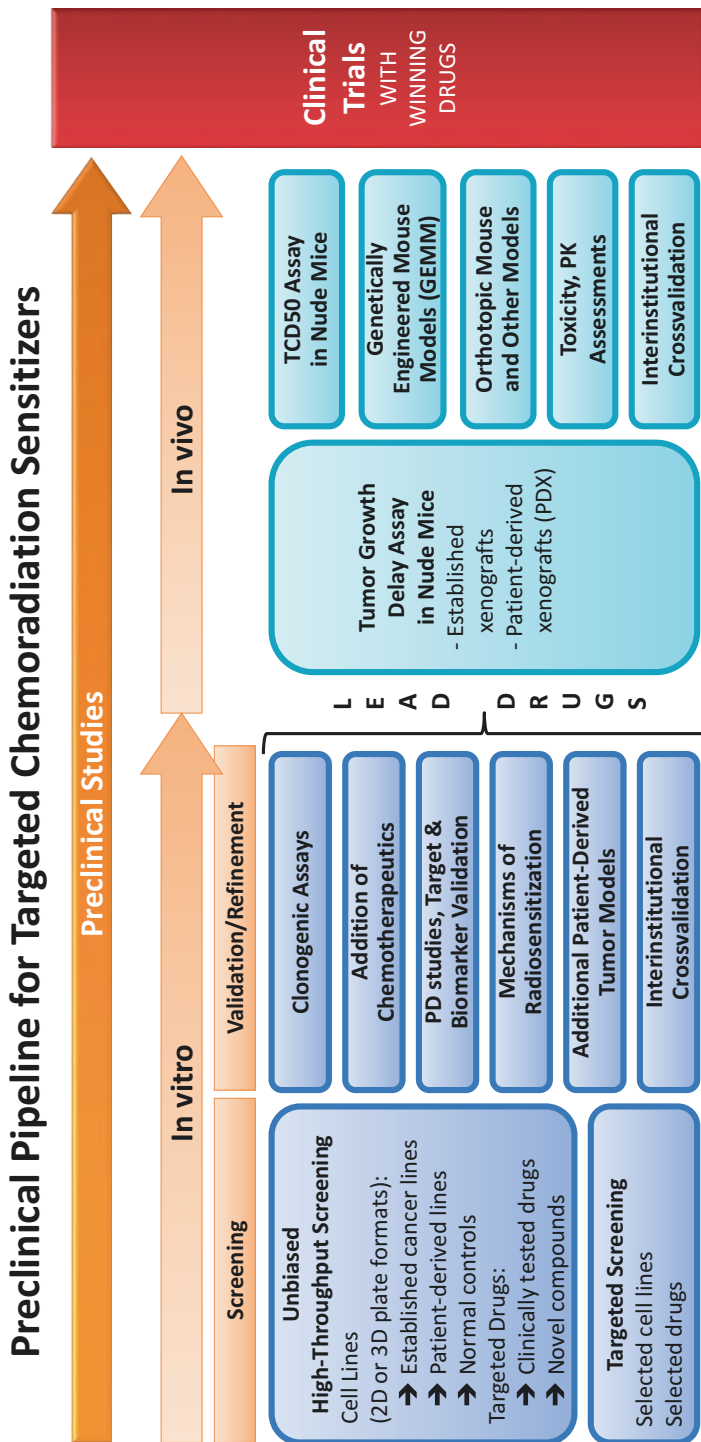 Preclinical Pipeline for Targeted Chemoradiation Sensitizers
Preclinical Studies
In vitro
In vivo
Screening
Validation/Refinement
Unbiased
High-Throughput Screening
Cell Lines
(2D or 3D plate formats):
➔ Established cancer lines
➔ Patient-derived lines
➔ Normal controls
Targeted Drugs:
➔ Clinically tested drugs
➔ Novel compounds
Targeted Screening
Selected cell lines
Selected drugs
Clonogenic Assays
Addition of
Chemotherapeutics
PD studies, Target &
Biomarker Validation
Mechanisms of
Radiosensitization
Additional Patient-Derived
Tumor Models
Interinstitutional
Crossvalidation
LEAD DRUGS
Tumor Growth
Delay Assay
in Nude Mice
- Established
xenografts
- Patient-derived
xenografts (PDX)
TCD50 Assay
in Nude Mice
Genetically
Engineered Mouse
Models (GEMM)
Orthotopic Mouse
and Other Models
Toxicity, PK
Assessments
Interinstitutional
Crossvalidation
Clinical
Trials
WITH
WINNING
DRUGS